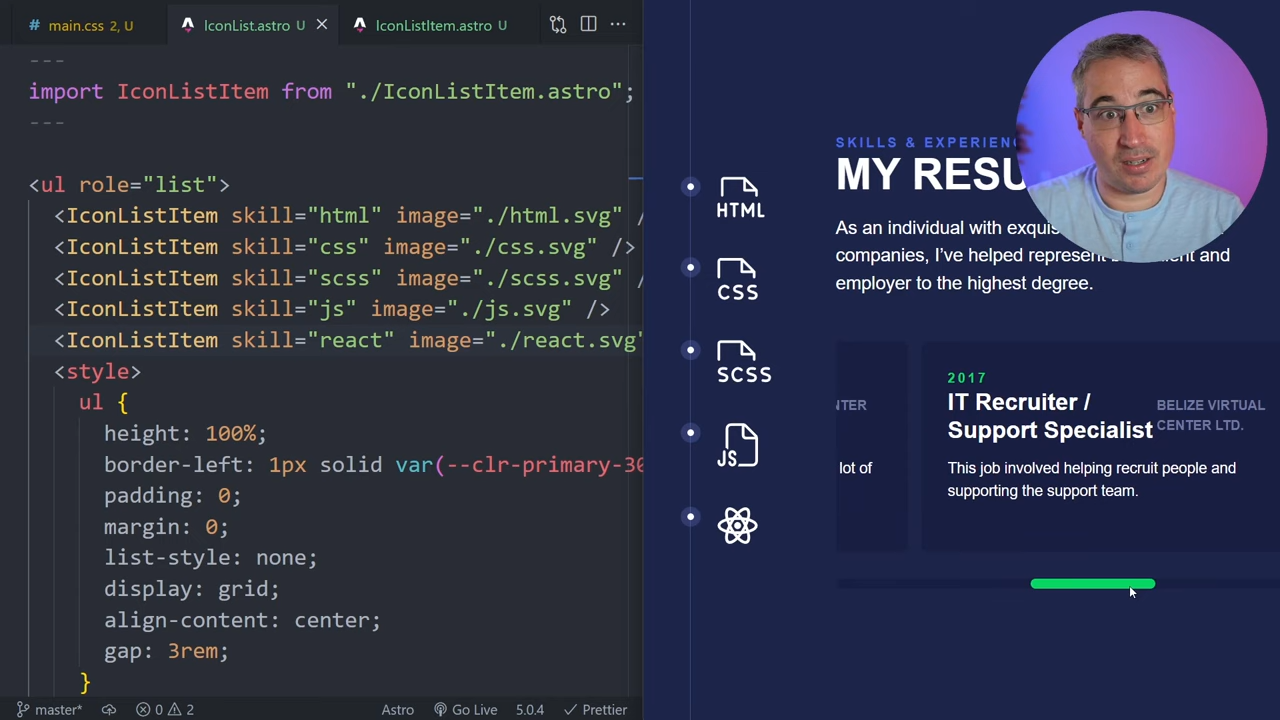 main.css 2, U
IconList.astro U
IconListItem.astro U
---
import IconListItem from "./IconListItem.astro";
---
<ul role="list">
<IconListItem skill="html" image="./html.svg" /
<IconListItem skill="css" image="./css.svg" />
<IconListItem skill="scss" image="./scss.svg" /
<IconListItem skill="js" image="./js.svg" />
<IconListItem skill="react" image="./react.svg"
<style>
ul {
height: 100%;
border-left: 1px solid var(--clr-primary-30
padding: 0;
margin: 0;
list-style: none;
display: grid;
align-content: center;
gap: 3rem;
}
master*
0
2
Astro
Go Live
5.0.4
Prettier
HTML
CSS
SCSS
JS
SKILLS & EXPERIENC
MY RESU
As an individual with exquis
companies, I've helped represent
and
employer to the highest degree.
NTER
lot of
2017
IT Recruiter /
Support Specialist
BELIZE VIRTUAL
CENTER LTD.
This job involved helping recruit people and
supporting the support team.